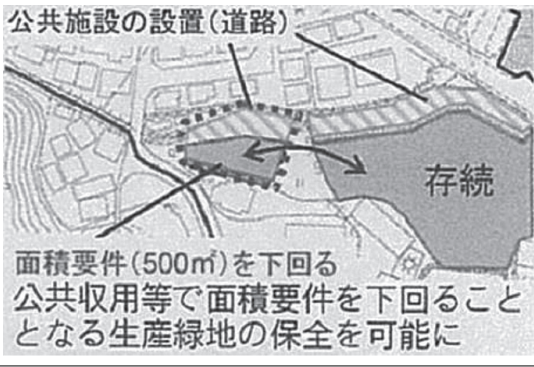 公共施設の設置(道路)
存続
面積要件(500㎡)を下回る
公共収用等で面積要件を下回ること
となる生産緑地の保全を可能に